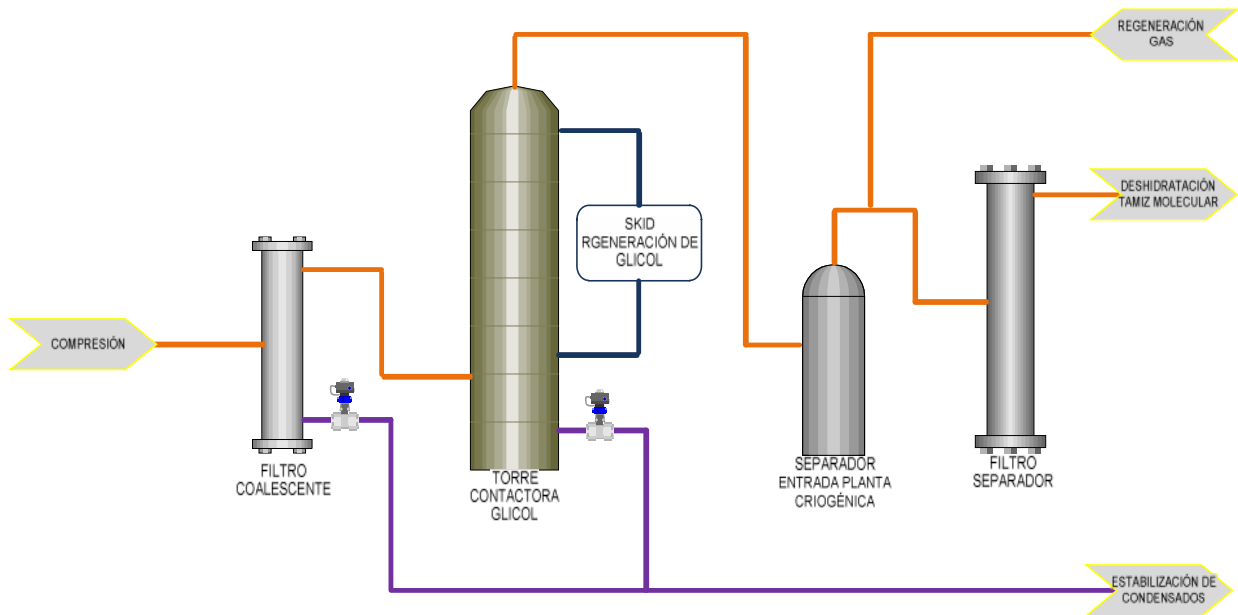 REGENERACIÓN
GAS
DESHIDRATACIÓN
TAMIZ MOLECULAR
SKID
RGENERACIÓN DE
GLICOL
COMPRESIÓN
FILTRO
COALESCENTE
TORRE
CONTACTORA
GLICOL
SEPARADOR
ENTRADA PLANTA
CRIOGÉNICA
FILTRO
SEPARADOR
ESTABILIZACIÓN DE
CONDENSADOS